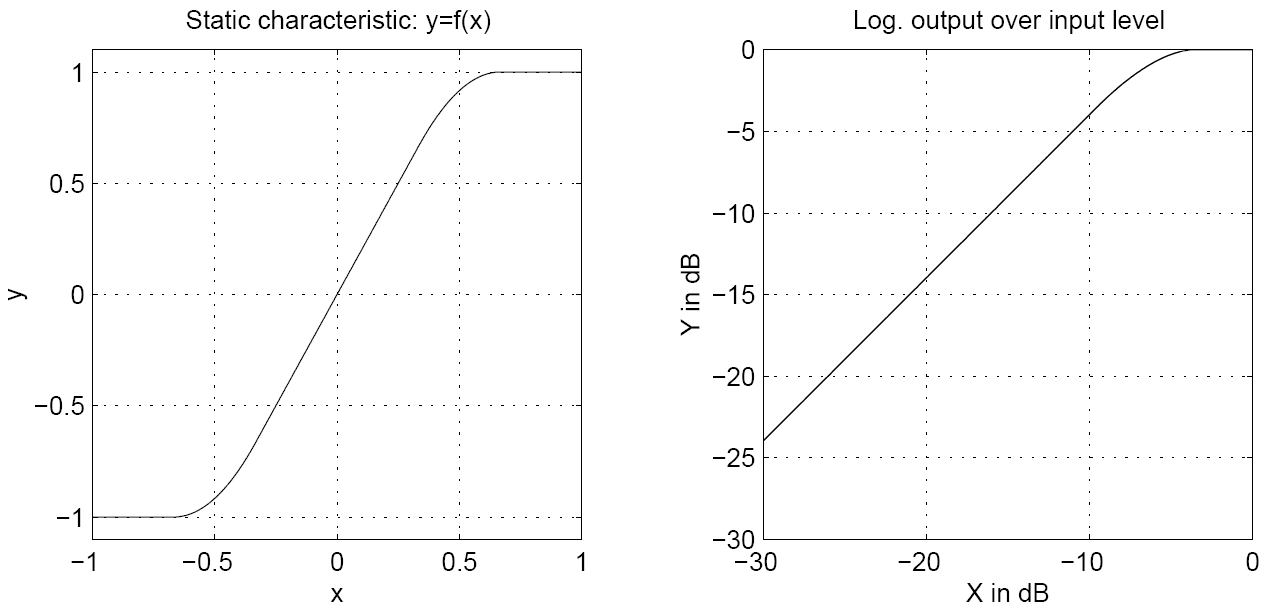 Static characteristic: y=f(x)
1
0.5
0
−0.5
−1
y
−1 −0.5 0 0.5 1
x
Log. output over input level
0
−5
−10
−15
−20
−25
−30
Y in dB
−30 −20 −10 0
X in dB